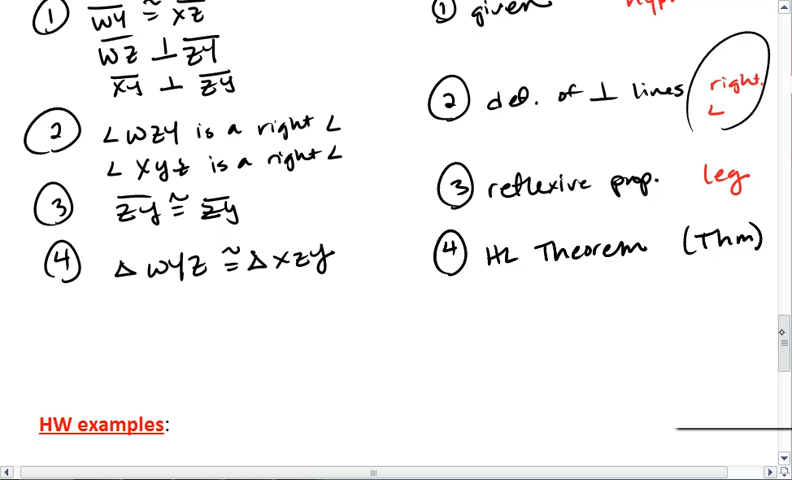 ① WY ≅ XZ ① given hyp
WZ ⊥ ZY
XY ⊥ ZY
② ∠WZY is a right ∠ ② def. of ⊥ lines right ∠
∠XYZ is a right ∠
③ ZY ≅ ZY ③ reflexive prop. leg
④ △WYZ ≅ △XZY ④ HL Theorem (Thm)
HW examples: